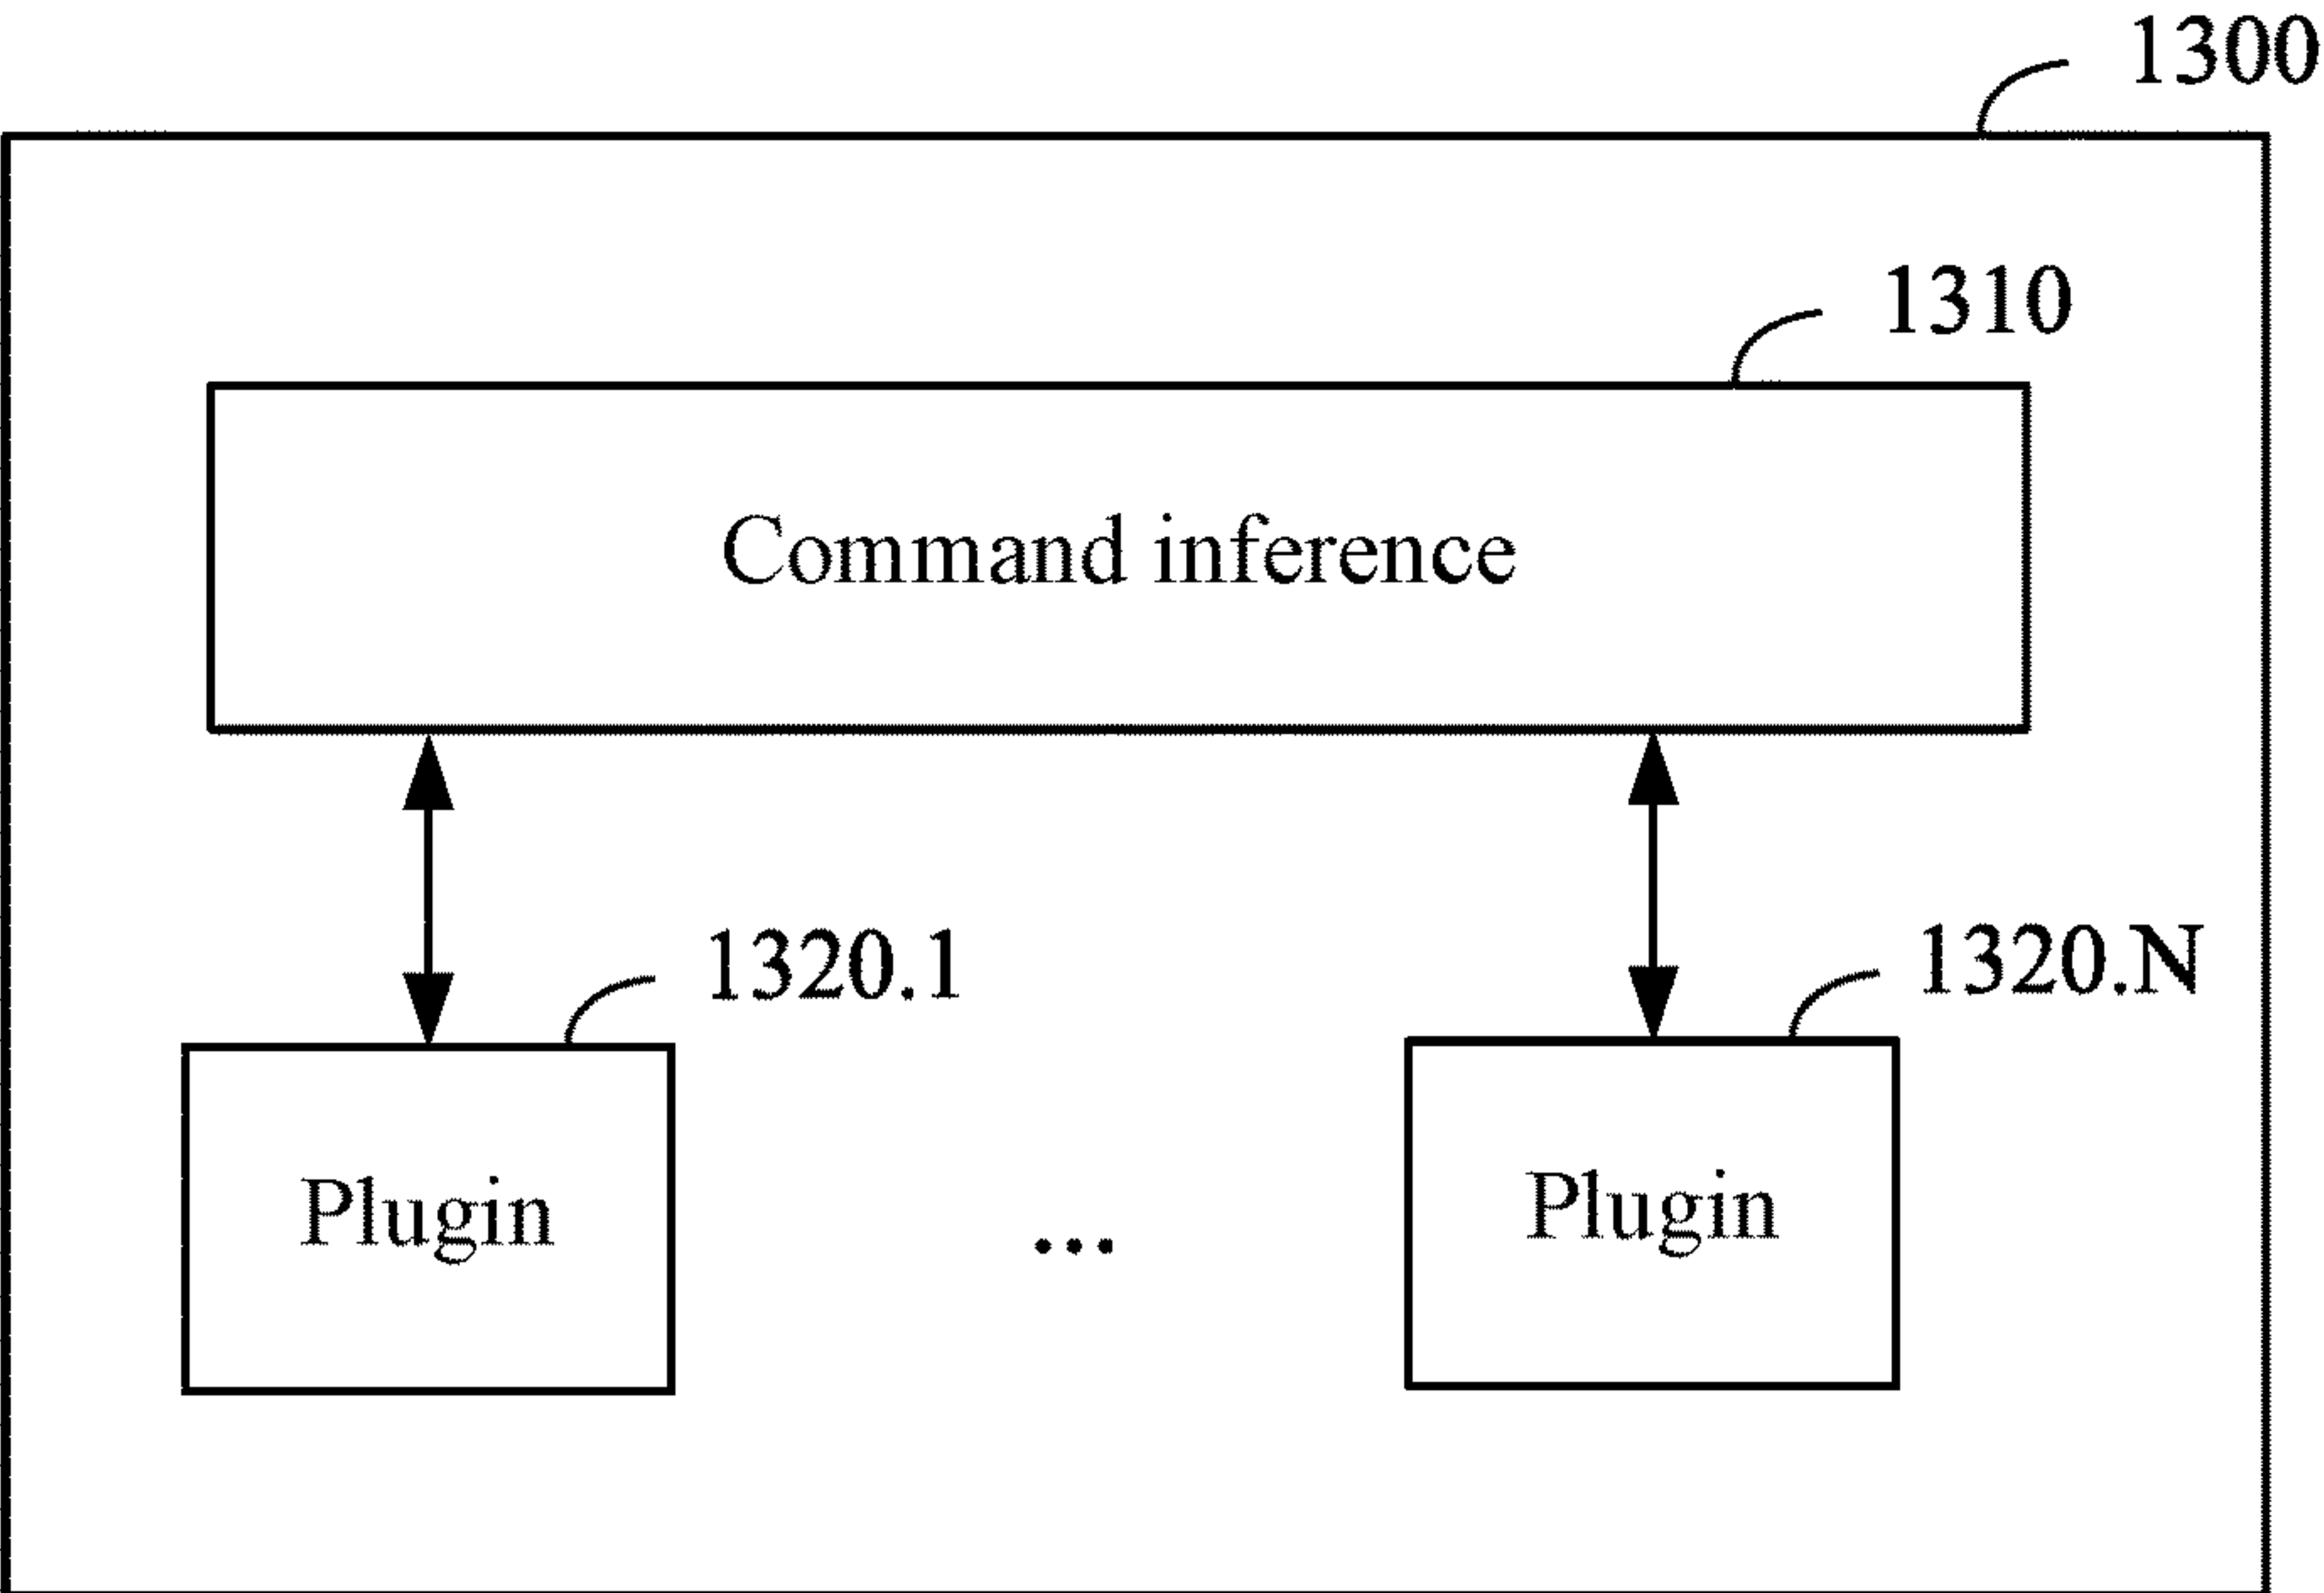 1300
1310
Command inference
1320.1
1320.N
Plugin
...
Plugin